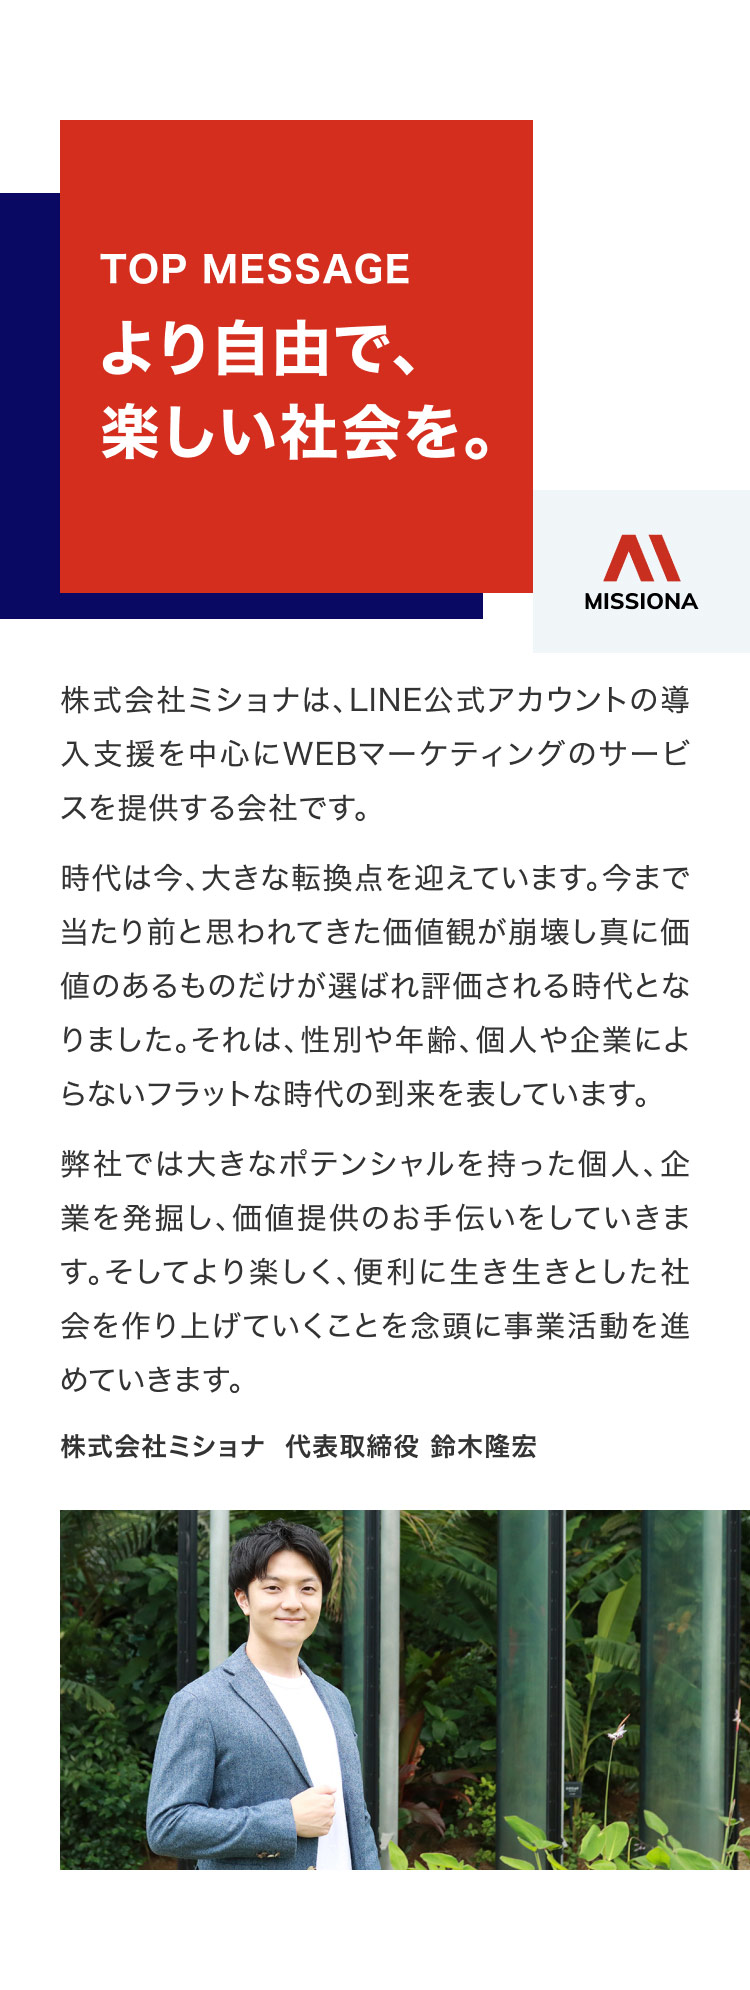 TOP MESSAGE
より自由で、
楽しい社会を。
MISSIONA
株式会社ミショナは、LINE公式アカウントの導
入支援を中心にWEBマーケティングのサービ
スを提供する会社です。
時代は今、大きな転換点を迎えています。今まで
当たり前と思われてきた価値観が崩壊し真に価
値のあるものだけが選ばれ評価される時代とな
りました。それは、性別や年齢、個人や企業によ
らないフラットな時代の到来を表しています。
弊社では大きなポテンシャルを持った個人、企
業を発掘し、価値提供のお手伝いをしていきま
す。そしてより楽しく、便利に生き生きとした社
会を作り上げていくことを念頭に事業活動を進
めていきます。
株式会社ミショナ 代表取締役 鈴木隆宏